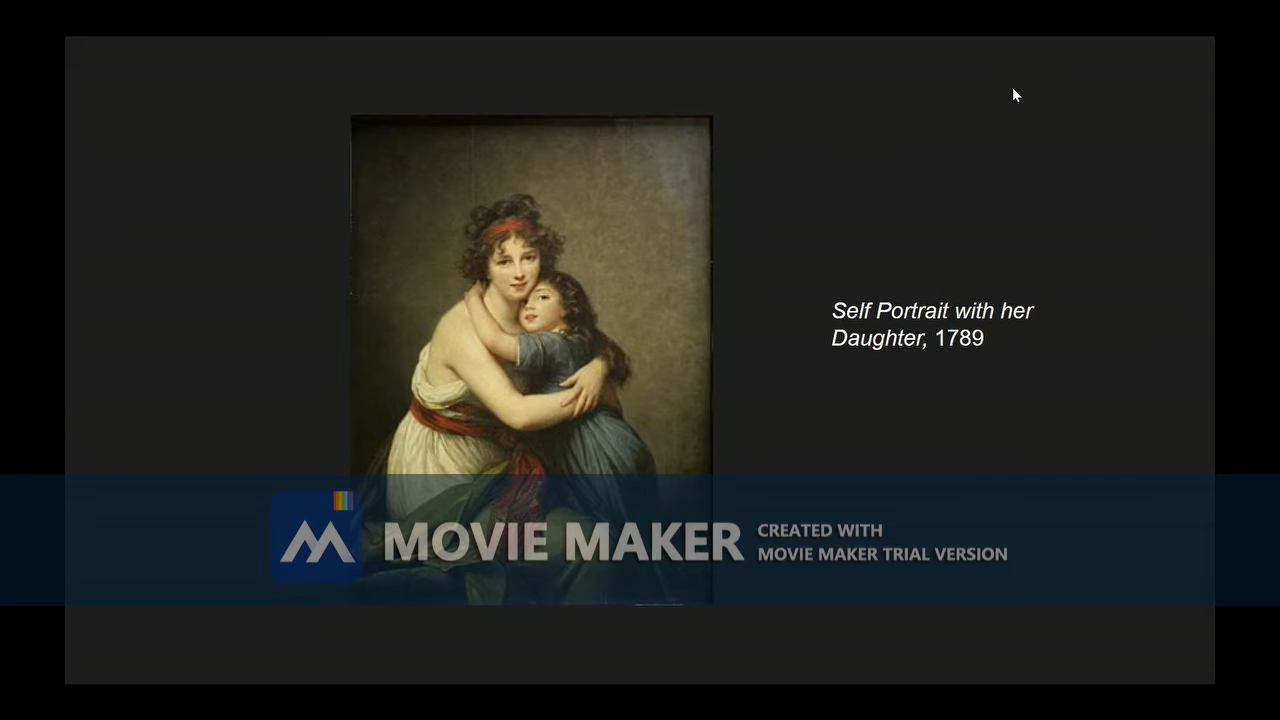 Self Portrait with her
Daughter, 1789
MOVIE MAKER
CREATED WITH
MOVIE MAKER TRIAL VERSION